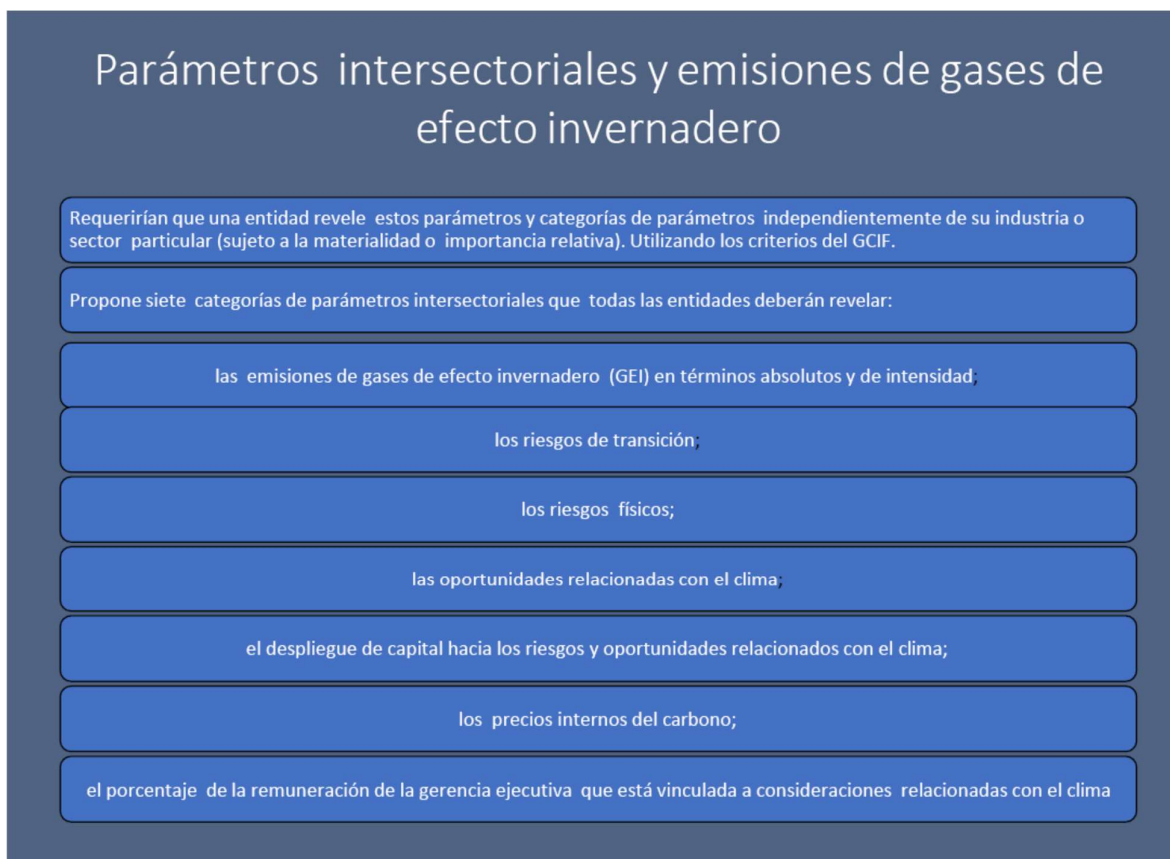 Parámetros intersectoriales y emisiones de gases de
efecto invernadero
Requerirían que una entidad revele estos parámetros y categorías de parámetros independientemente de su industria o
sector particular (sujeto a la materialidad o importancia relativa). Utilizando los criterios del GCIF.
Propone siete categorías de parámetros intersectoriales que todas las entidades deberán revelar:
las emisiones de gases de efecto invernadero (GEI) en términos absolutos y de intensidad;
los riesgos de transición;
los riesgos físicos;
las oportunidades relacionadas con el clima;
el despliegue de capital hacia los riesgos y oportunidades relacionados con el clima;
los precios internos del carbono;
el porcentaje de la remuneración de la gerencia ejecutiva que está vinculada a consideraciones relacionadas con el clima